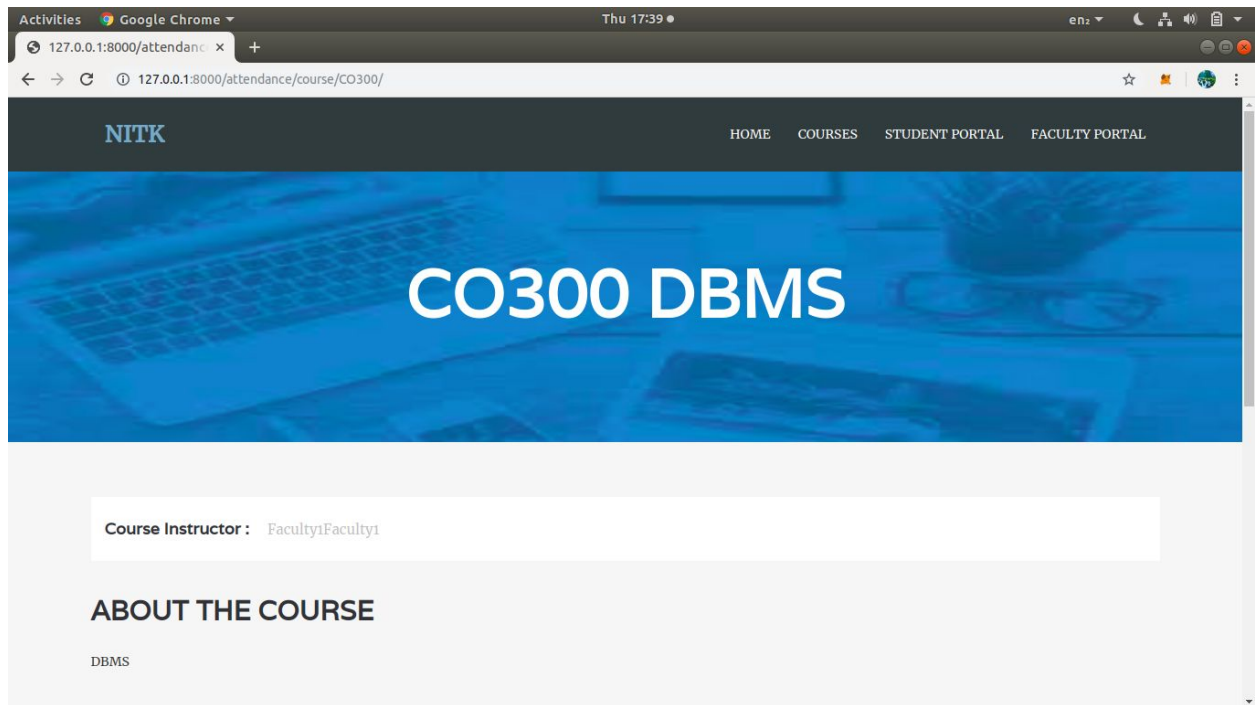 Activities Google Chrome Thu 17:39 en₂
127.0.0.1:8000/attendanc
127.0.0.1:8000/attendance/course/CO300/
NITK HOME COURSES STUDENT PORTAL FACULTY PORTAL
CO300 DBMS
Course Instructor : Faculty1Faculty1
ABOUT THE COURSE
DBMS